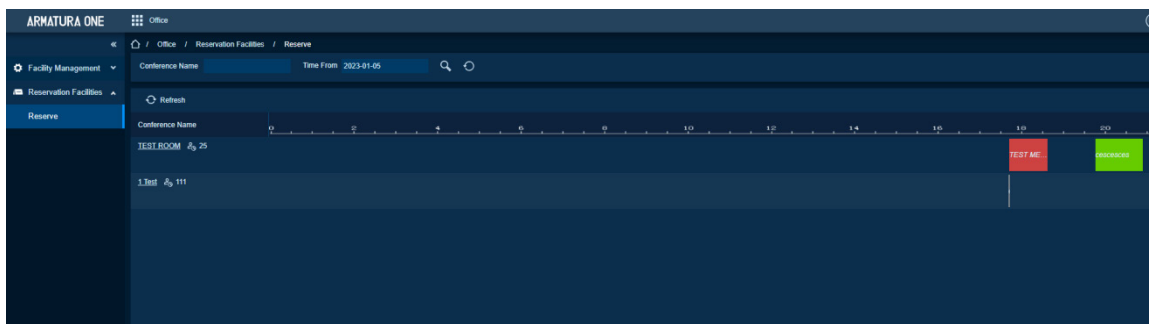 ARMATURA ONE
Office
Office / Reservation Facilities / Reserve
Facility Management
Conference Name
Time From 2023-01-05
Reservation Facilities
Reserve
Refresh
Conference Name
0 2 4 6 8 10 12 14 16 18 20
TEST ROOM 25
TEST ME...
1 Test 111